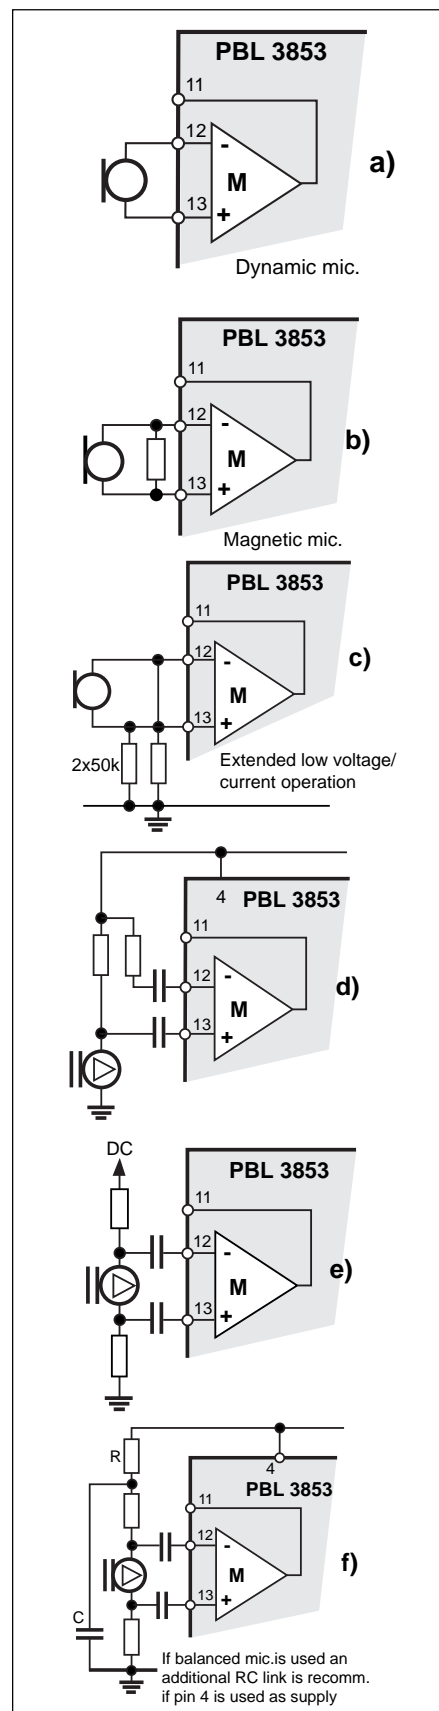 PBL 3853
11
12
-
M
a)
13
+
Dynamic mic.
PBL 3853
11
12
-
M
b)
13
+
Magnetic mic.
PBL 3853
11
12
-
c)
M
13
+
2x50k
Extended low voltage/
current operation
4
PBL 3853
11
12
-
M
d)
13
+
DC
PBL 3853
11
12
-
e)
M
13
+
R
4
PBL 3853
11
12
-
f)
M
13
+
C
If balanced mic.is used an
additional RC link is recomm.
if pin 4 is used as supply